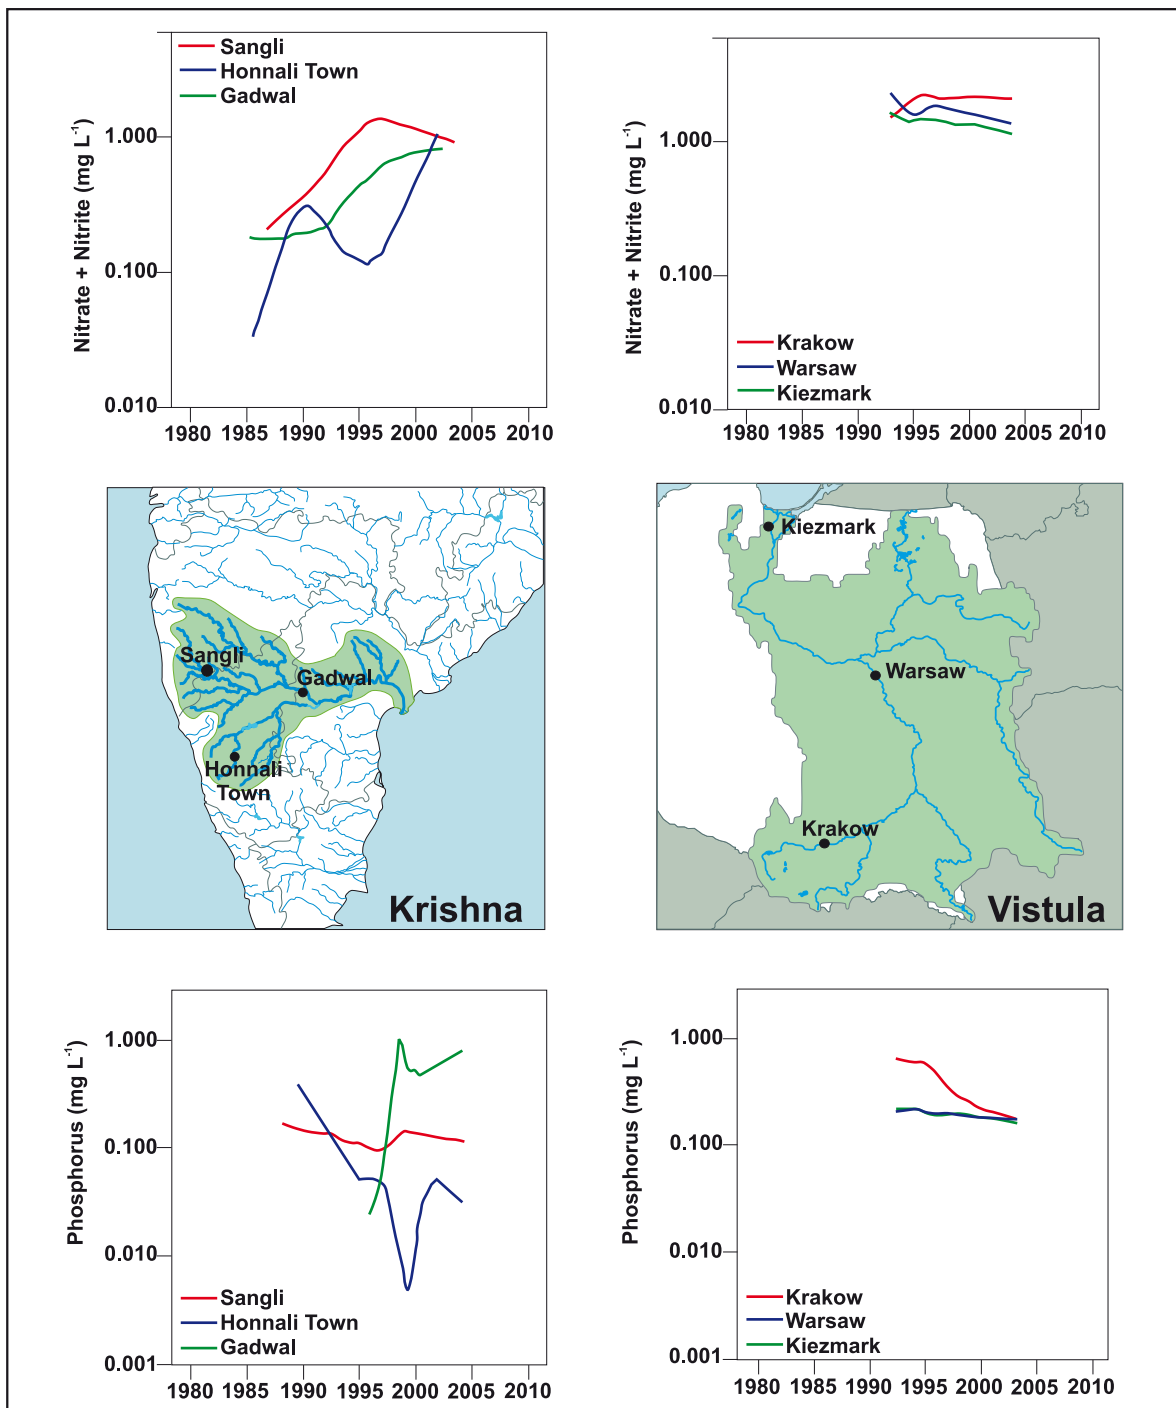 Sangli
Honnali Town
Gadwal
Nitrate + Nitrite (mg L⁻¹)
1.000
0.100
0.010
1980 1985 1990 1995 2000 2005 2010
Nitrate + Nitrite (mg L⁻¹)
1.000
0.100
0.010
Krakow
Warsaw
Kiezmark
1980 1985 1990 1995 2000 2005 2010
Sangli
Gadwal
Honnali
Town
Krishna
Kiezmark
Warsaw
Krakow
Vistula
Phosphorus (mg L⁻¹)
1.000
0.100
0.010
0.001
Sangli
Honnali Town
Gadwal
1980 1985 1990 1995 2000 2005 2010
Phosphorus (mg L⁻¹)
1.000
0.100
0.010
0.001
Krakow
Warsaw
Kiezmark
1980 1985 1990 1995 2000 2005 2010